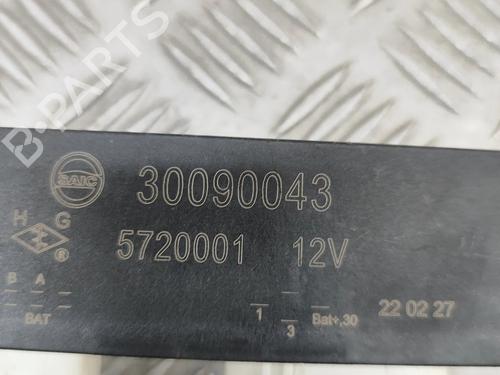 B-PARTS
SAIC
30090043
H G
®
5720001 12V
B A
BAT
1
3
Bat+,30
22 02 27